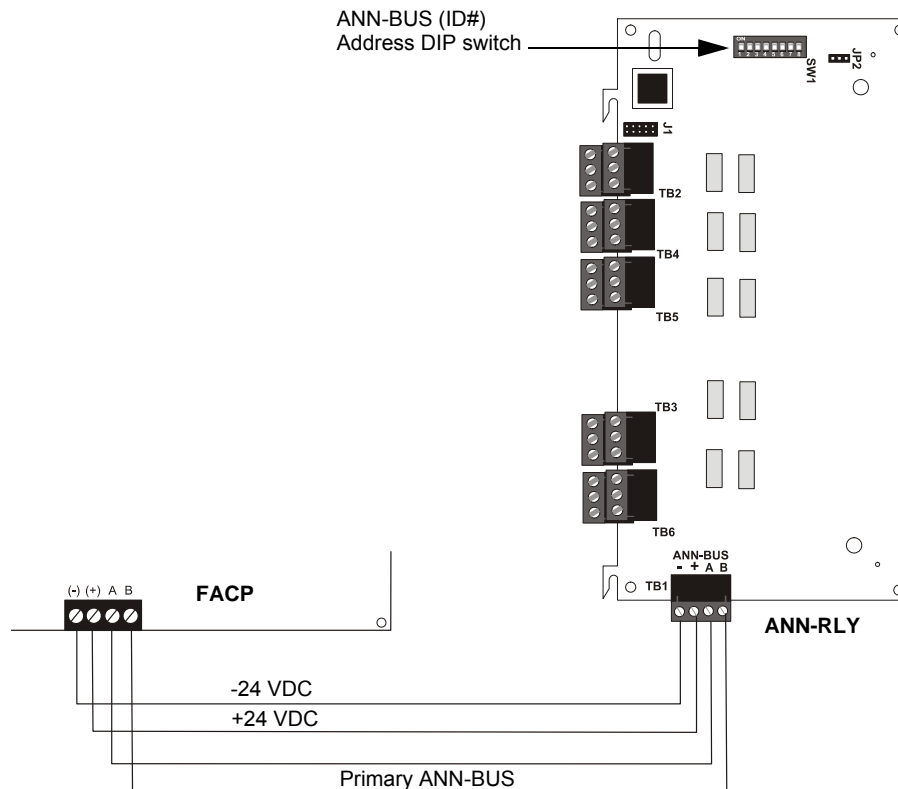 ANN-BUS (ID#)
Address DIP switch
ON
1 2 3 4 5 6 7 8
SW1
JP2
J1
TB2
TB4
TB5
TB3
TB6
ANN-BUS
- + A B
TB1
(-) (+) A B
FACP
ANN-RLY
-24 VDC
+24 VDC
Primary ANN-BUS